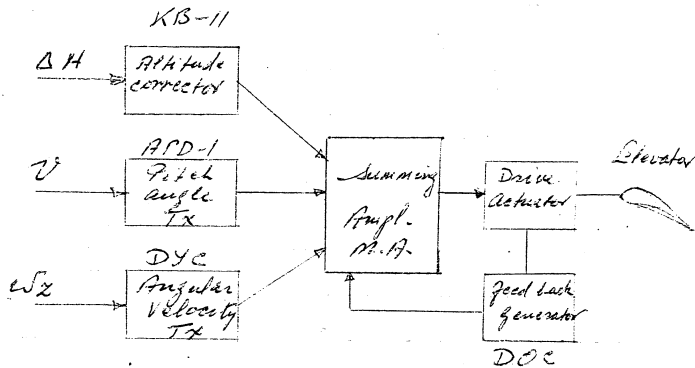 KB-11
ΔH
Altitude
corrector
APD-1
ϑ
Pitch
angle
Tx
DYC
ωz
Angular
Velocity
Tx
Summing
Ampl.
M.A.
Drive
Actuator
Elevator
feed back
generator
DOC